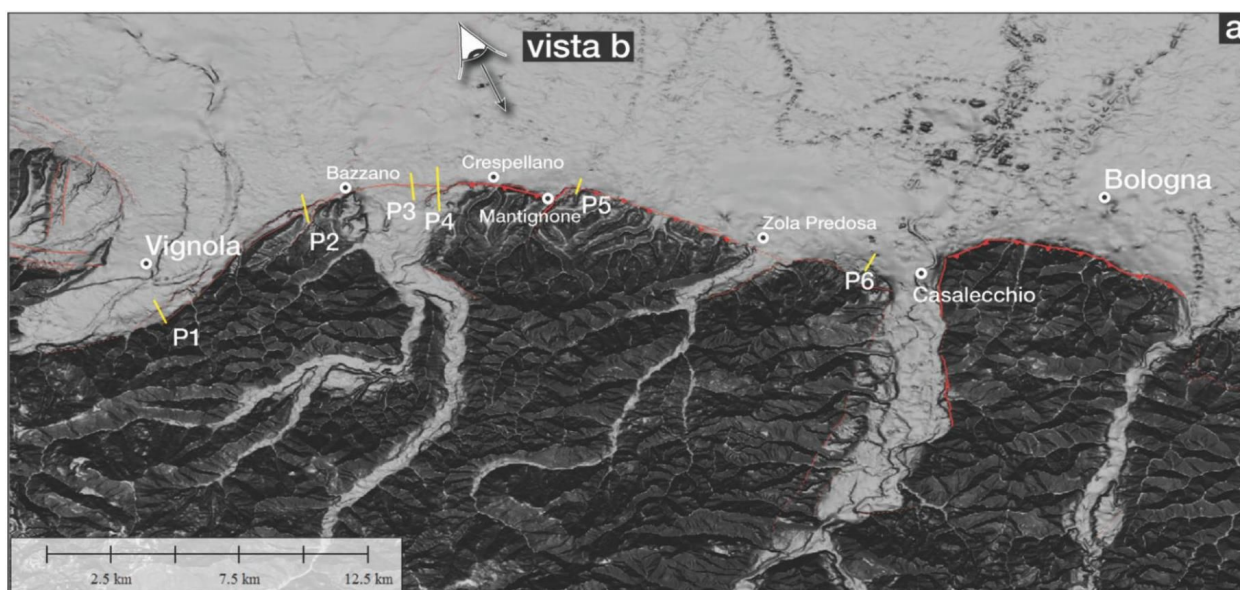 a
vista b
Crespellano
Bazzano
Bologna
P3
P4
Mantignone
P5
P2
Zola Predosa
Vignola
P6
Casalecchio
P1
2.5 km
7.5 km
12.5 km